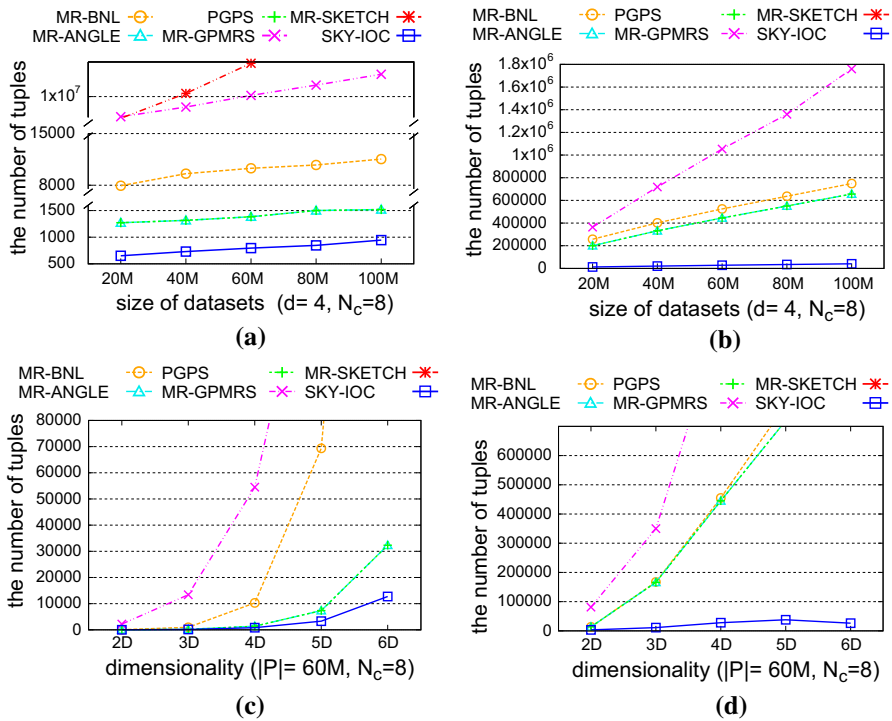 MR-BNL PGPS MR-SKETCH
MR-ANGLE MR-GPMRS SKY-IOC
the number of tuples
1x10^7
15000
8000
1500
1000
500
20M 40M 60M 80M 100M
size of datasets (d= 4, N_c=8)
(a)
MR-BNL PGPS MR-SKETCH
MR-ANGLE MR-GPMRS SKY-IOC
the number of tuples
1.8x10^6
1.6x10^6
1.4x10^6
1.2x10^6
1x10^6
800000
600000
400000
200000
0
20M 40M 60M 80M 100M
size of datasets (d= 4, N_c=8)
(b)
MR-BNL PGPS MR-SKETCH
MR-ANGLE MR-GPMRS SKY-IOC
the number of tuples
80000
70000
60000
50000
40000
30000
20000
10000
0
2D 3D 4D 5D 6D
dimensionality (|P|= 60M, N_c=8)
(c)
MR-BNL PGPS MR-SKETCH
MR-ANGLE MR-GPMRS SKY-IOC
the number of tuples
600000
500000
400000
300000
200000
100000
0
2D 3D 4D 5D 6D
dimensionality (|P|= 60M, N_c=8)
(d)